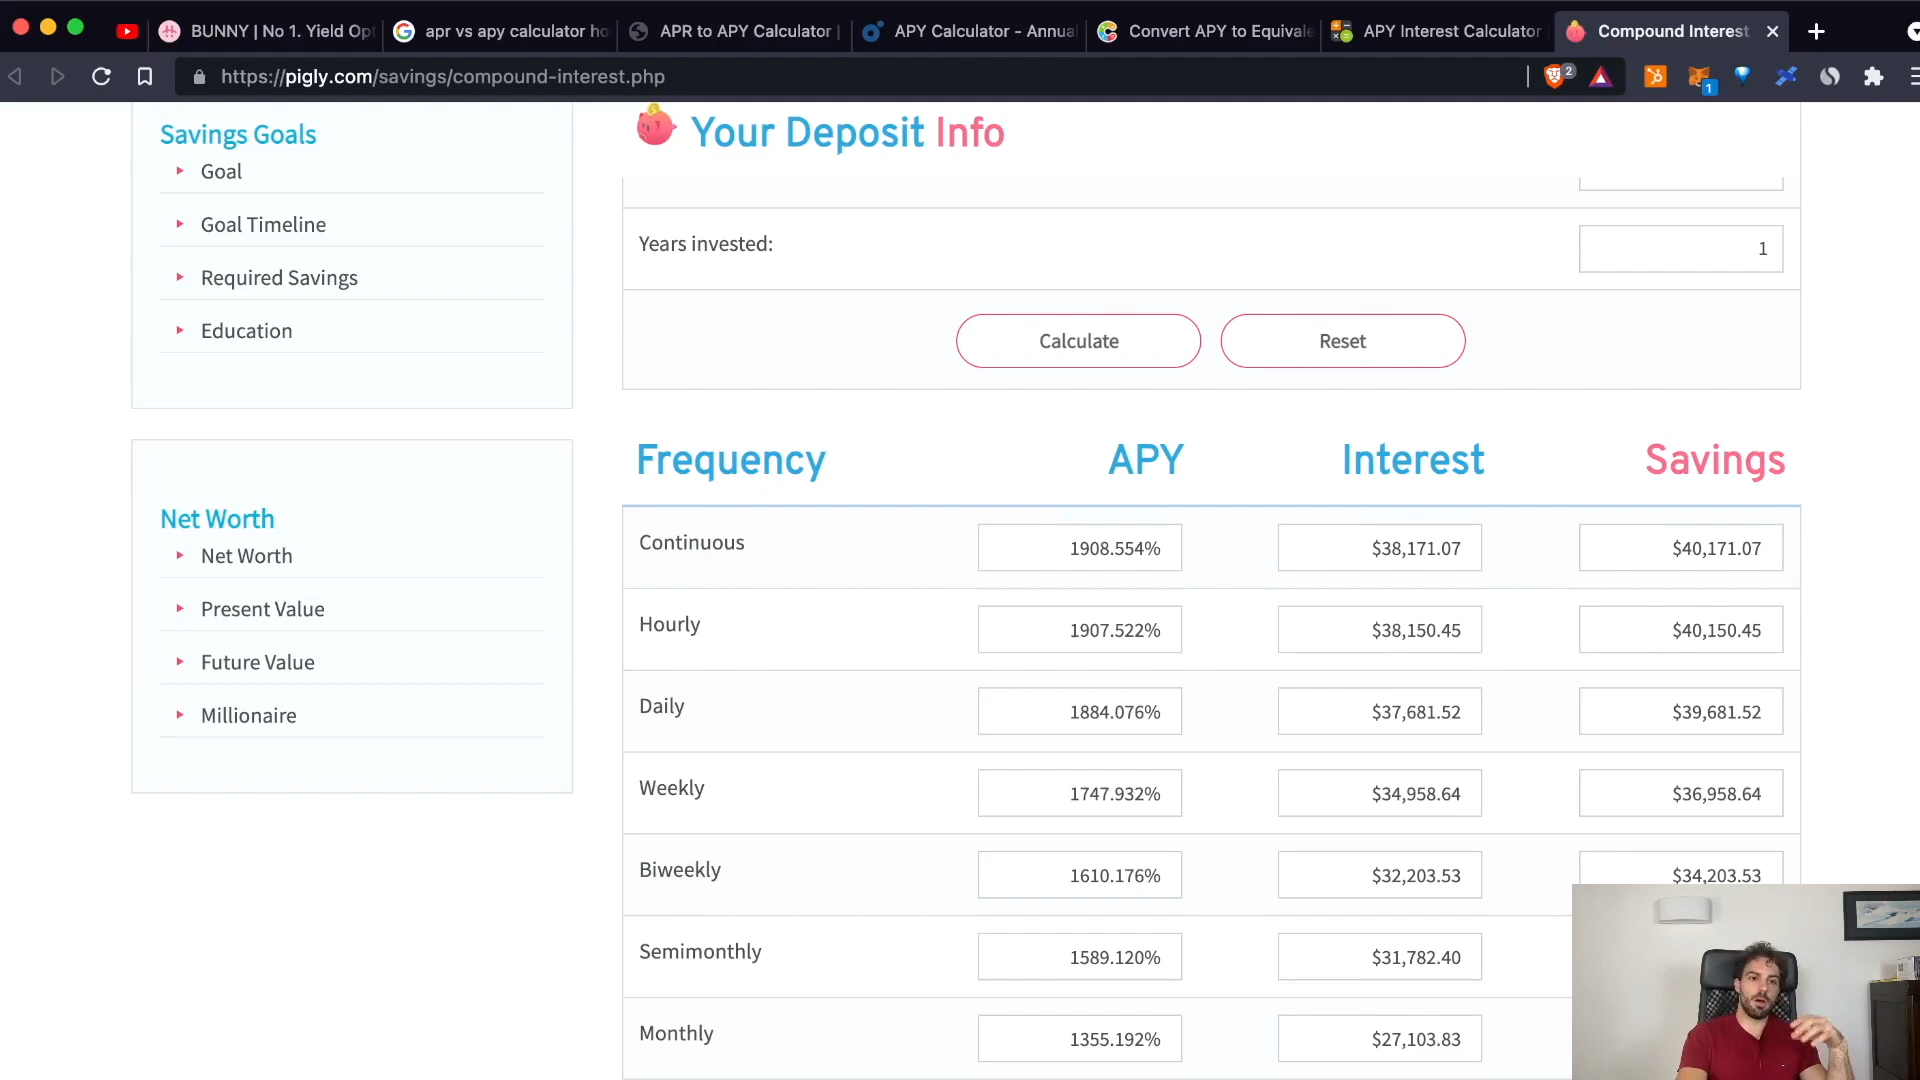 BUNNY | No 1. Yield Opt
apr vs apy calculator ho
APR to APY Calculator |
APY Calculator - Annual
Convert APY to Equivale
APY Interest Calculator
Compound Interest
https://pigly.com/savings/compound-interest.php
2
1
Savings Goals
Goal
Goal Timeline
Required Savings
Education
Net Worth
Net Worth
Present Value
Future Value
Millionaire
Your Deposit Info
Years invested: 1
Calculate Reset
Frequency APY Interest Savings
Continuous 1908.554% $38,171.07 $40,171.07
Hourly 1907.522% $38,150.45 $40,150.45
Daily 1884.076% $37,681.52 $39,681.52
Weekly 1747.932% $34,958.64 $36,958.64
Biweekly 1610.176% $32,203.53 $34,203.53
Semimonthly 1589.120% $31,782.40
Monthly 1355.192% $27,103.83